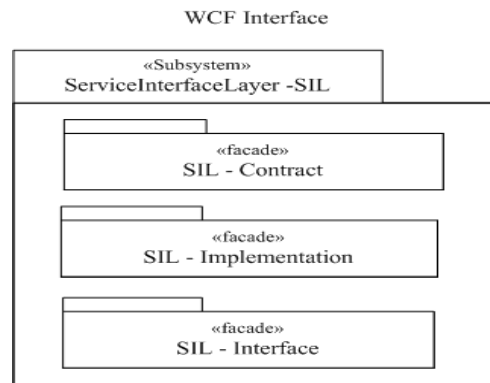 WCF Interface
«Subsystem»
ServiceInterfaceLayer -SIL
«facade»
SIL - Contract
«facade»
SIL - Implementation
«facade»
SIL - Interface